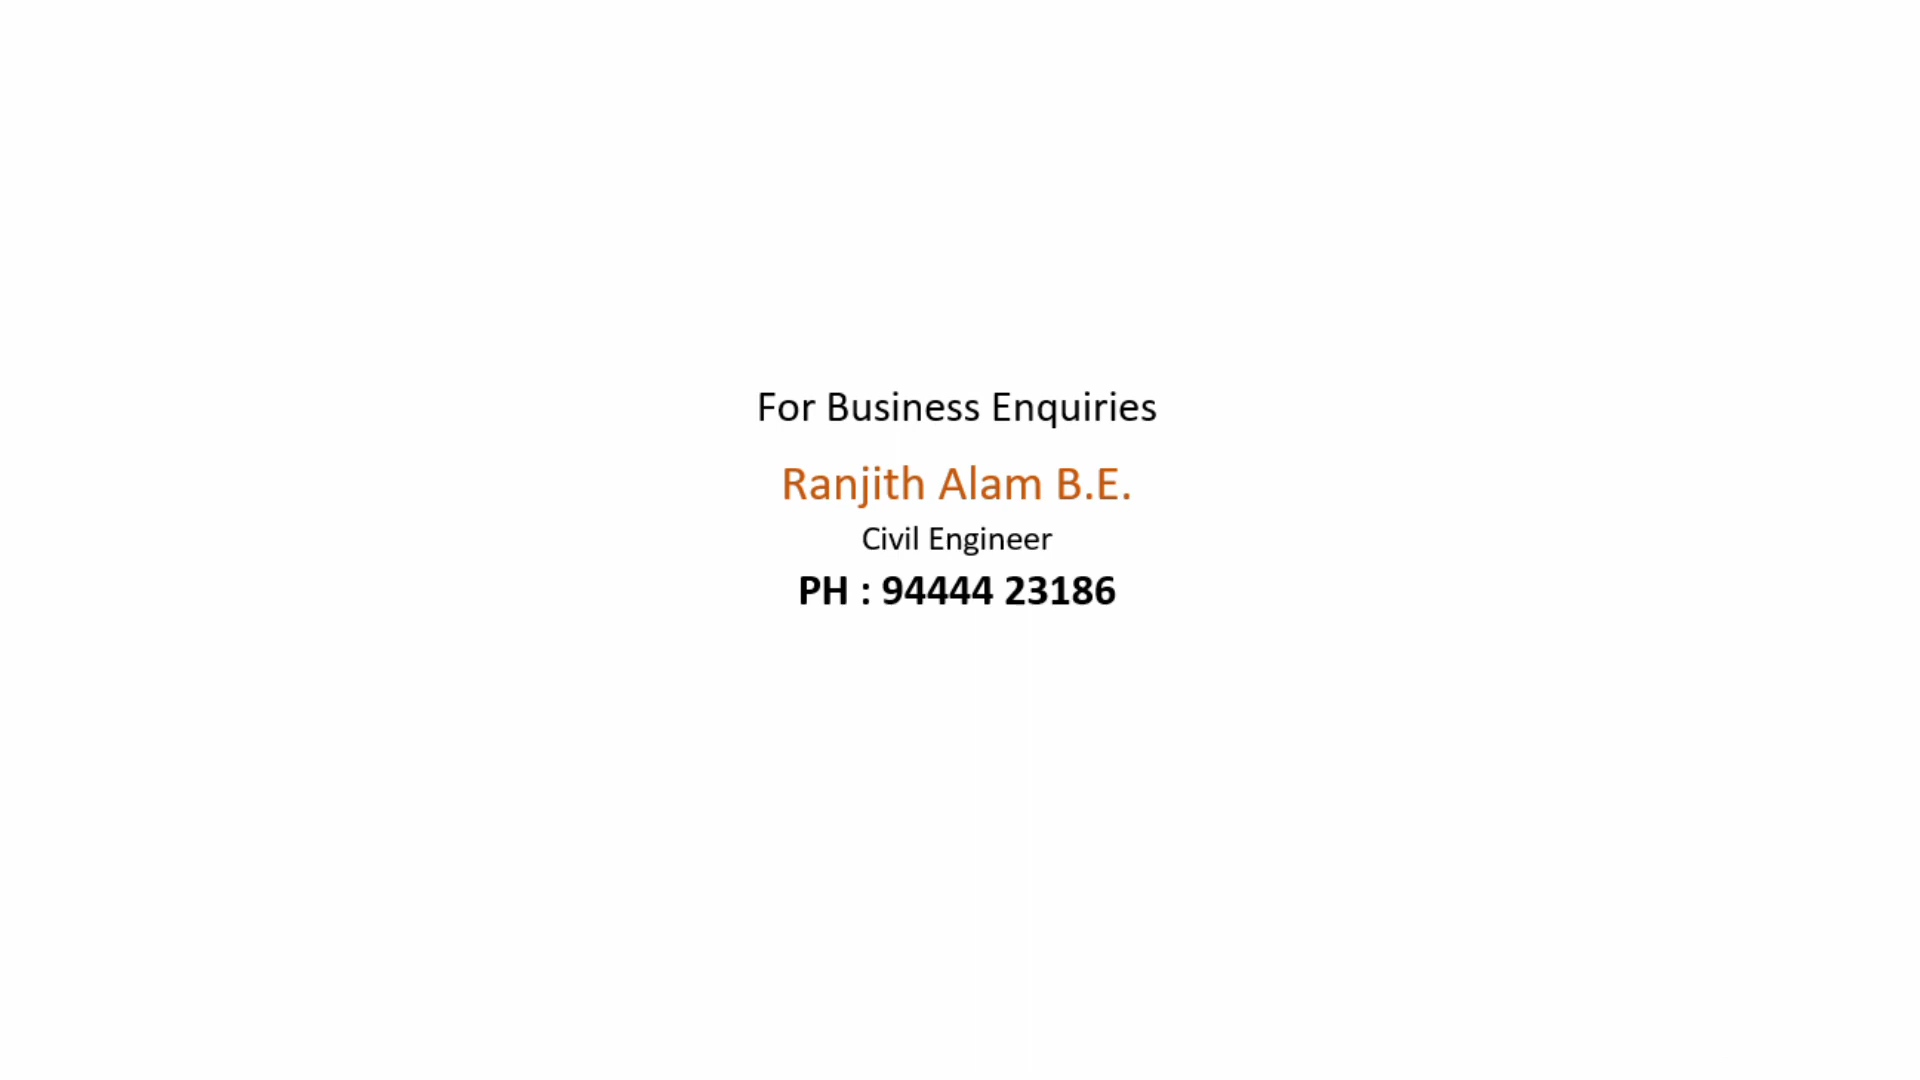 For Business Enquiries
Ranjith Alam B.E.
Civil Engineer
PH : 94444 23186